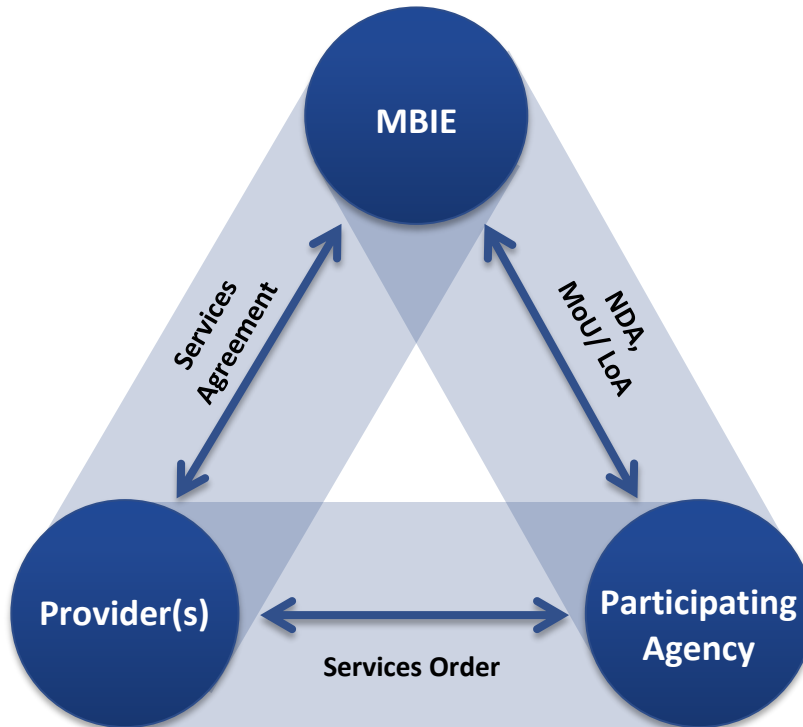 MBIE
Services
Agreement
NDA,
MoU/ LoA
Provider(s)
Participating
Agency
Services Order